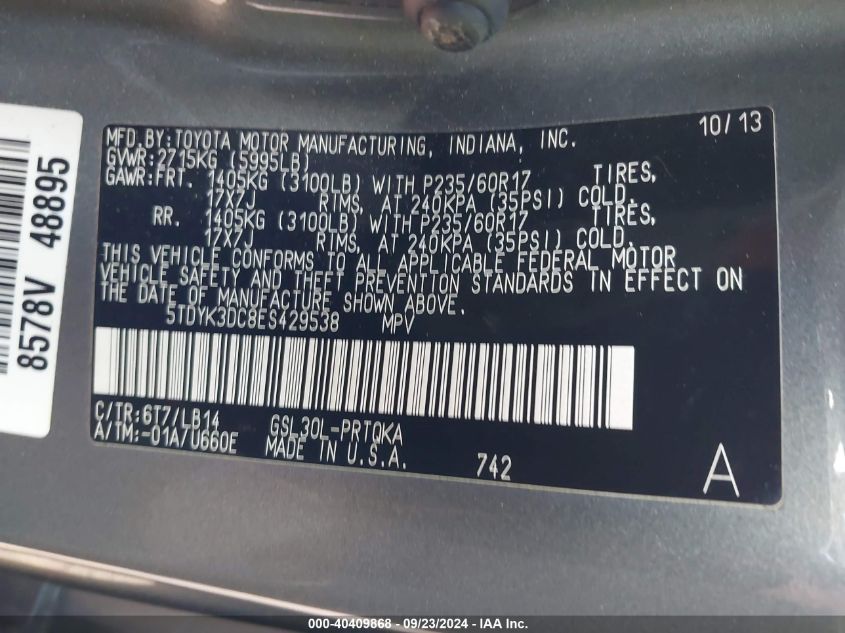 8578V 48895
10/13
MFD.BY:TOYOTA MOTOR MANUFACTURING, INDIANA, INC.
GVWR:2715KG (5995LB)
GAWR:FRT. 1405KG (3100LB) WITH P235/60R17 TIRES,
17X7J RIMS, AT 240KPA (35PSI) COLD.
RR. 1405KG (3100LB) WITH P235/60R17 TIRES,
17X7J RIMS, AT 240KPA (35PSI) COLD.
THIS VEHICLE CONFORMS TO ALL APPLICABLE FEDERAL MOTOR
VEHICLE SAFETY AND THEFT PREVENTION STANDARDS IN EFFECT ON
THE DATE OF MANUFACTURE SHOWN ABOVE.
5TDYK3DC8ES429538 MPV
C/TR:6T7/LB14 GSL30L-PRTQKA
A/TM:-01A/U660E MADE IN U.S.A. 742 A
000-40409868 - 09/23/2024 - IAAI.com